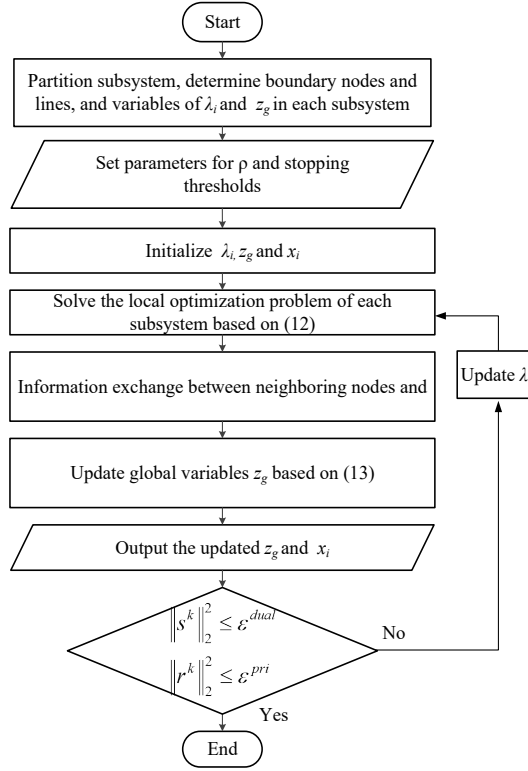 Start
Partition subsystem, determine boundary nodes and
lines, and variables of λi and zg in each subsystem
Set parameters for ρ and stopping
thresholds
Initialize λi, zg and xi
Solve the local optimization problem of each
subsystem based on (12)
Information exchange between neighboring nodes and
Update λ
Update global variables zg based on (13)
Output the updated zg and xi
‖s^k‖₂² ≤ ε^dual
‖r^k‖₂² ≤ ε^pri
No
Yes
End